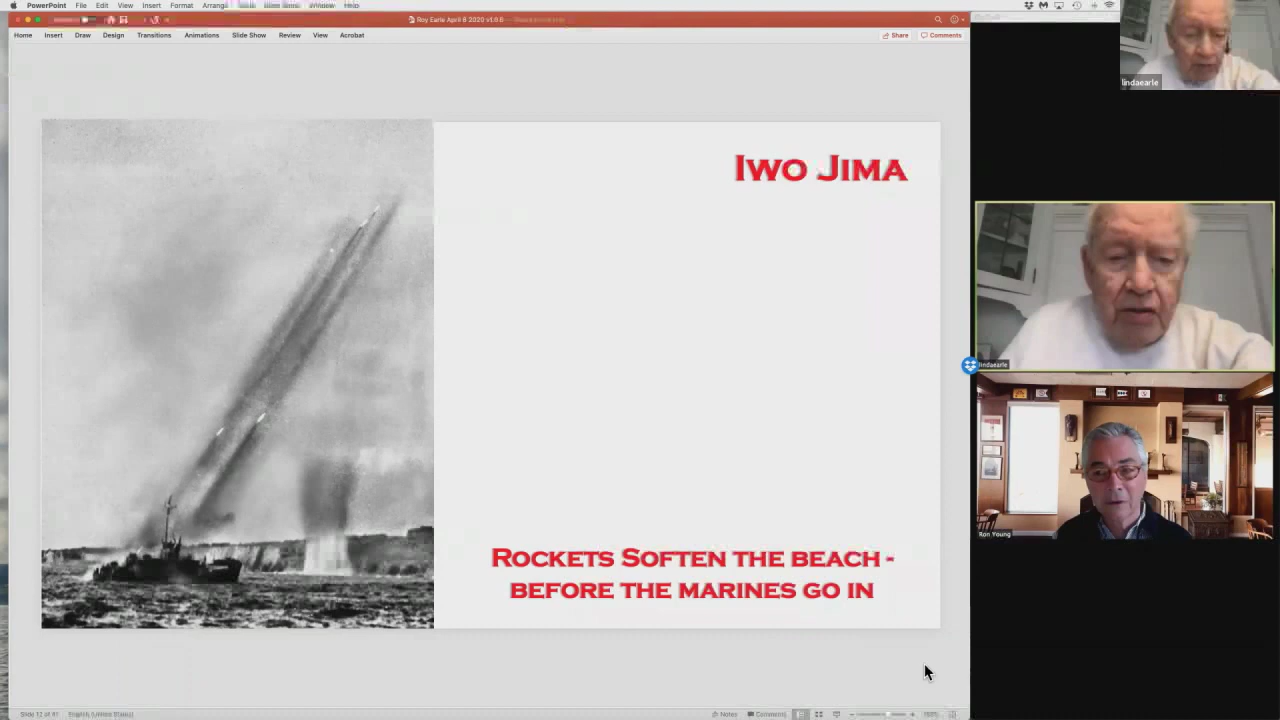 PowerPoint File Edit View Insert Format Arrange Window Help
Roy Earle April 8 2020 v1.0.6
Home Insert Draw Design Transitions Animations Slide Show Review View Acrobat
Share Comments
lindaearle
IWO JIMA
lindaearle
ROCKETS SOFTEN THE BEACH -
BEFORE THE MARINES GO IN
Ron Young
Slide 12 of 41 English (United States)
Notes Comments